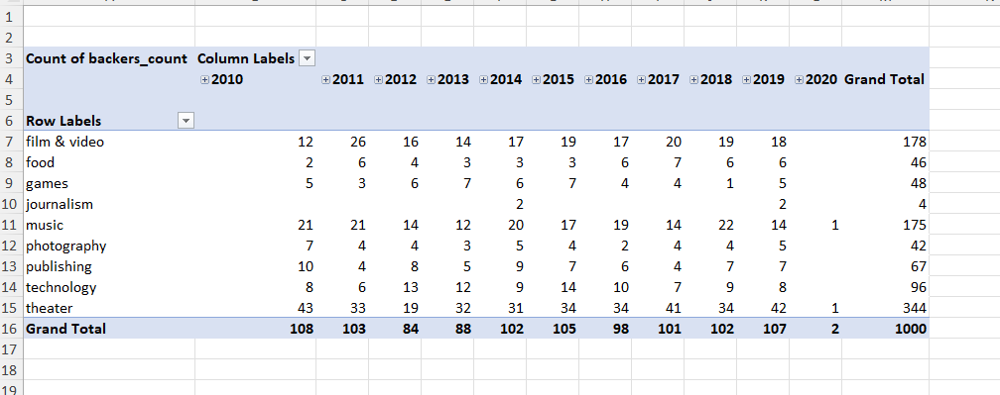 1
2
3 Count of backers_count Column Labels
4 2010 2011 2012 2013 2014 2015 2016 2017 2018 2019 2020 Grand Total
5
6 Row Labels
7 film & video 12 26 16 14 17 19 17 20 19 18 178
8 food 2 6 4 3 3 3 6 7 6 6 46
9 games 5 3 6 7 6 7 4 4 1 5 48
10 journalism 2 2 4
11 music 21 21 14 12 20 17 19 14 22 14 1 175
12 photography 7 4 4 3 5 4 2 4 4 5 42
13 publishing 10 4 8 5 9 7 6 4 7 7 67
14 technology 8 6 13 12 9 14 10 7 9 8 96
15 theater 43 33 19 32 31 34 34 41 34 42 1 344
16 Grand Total 108 103 84 88 102 105 98 101 102 107 2 1000
17
18
19